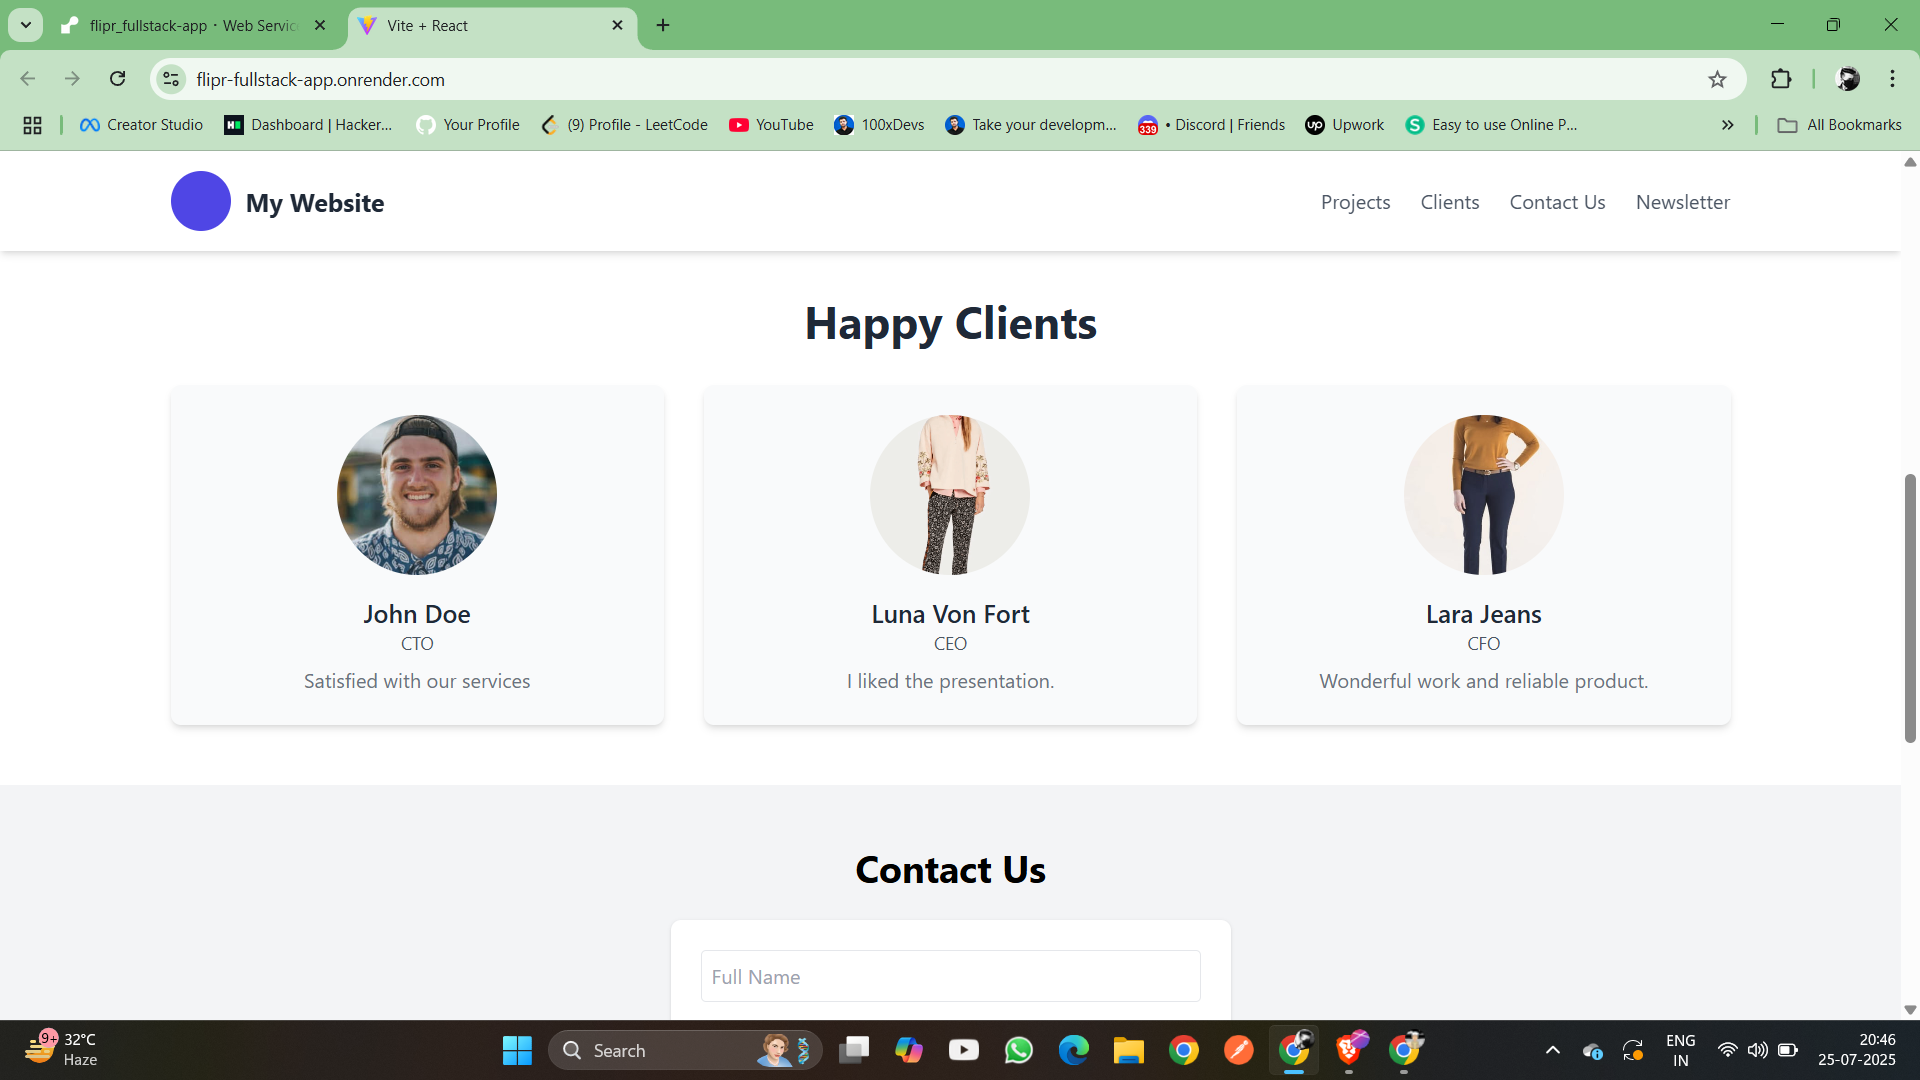 flipr_fullstack-app · Web Servic
Vite + React
flipr-fullstack-app.onrender.com
Creator Studio
Dashboard | Hacker...
Your Profile
(9) Profile - LeetCode
YouTube
100xDevs
Take your developm...
339
• Discord | Friends
up
Upwork
S
Easy to use Online P...
»
All Bookmarks
My Website
Projects
Clients
Contact Us
Newsletter
Happy Clients
John Doe
CTO
Satisfied with our services
Luna Von Fort
CEO
I liked the presentation.
Lara Jeans
CFO
Wonderful work and reliable product.
Contact Us
Full Name
9+
32°C
Haze
Search
ENG
IN
20:46
25-07-2025